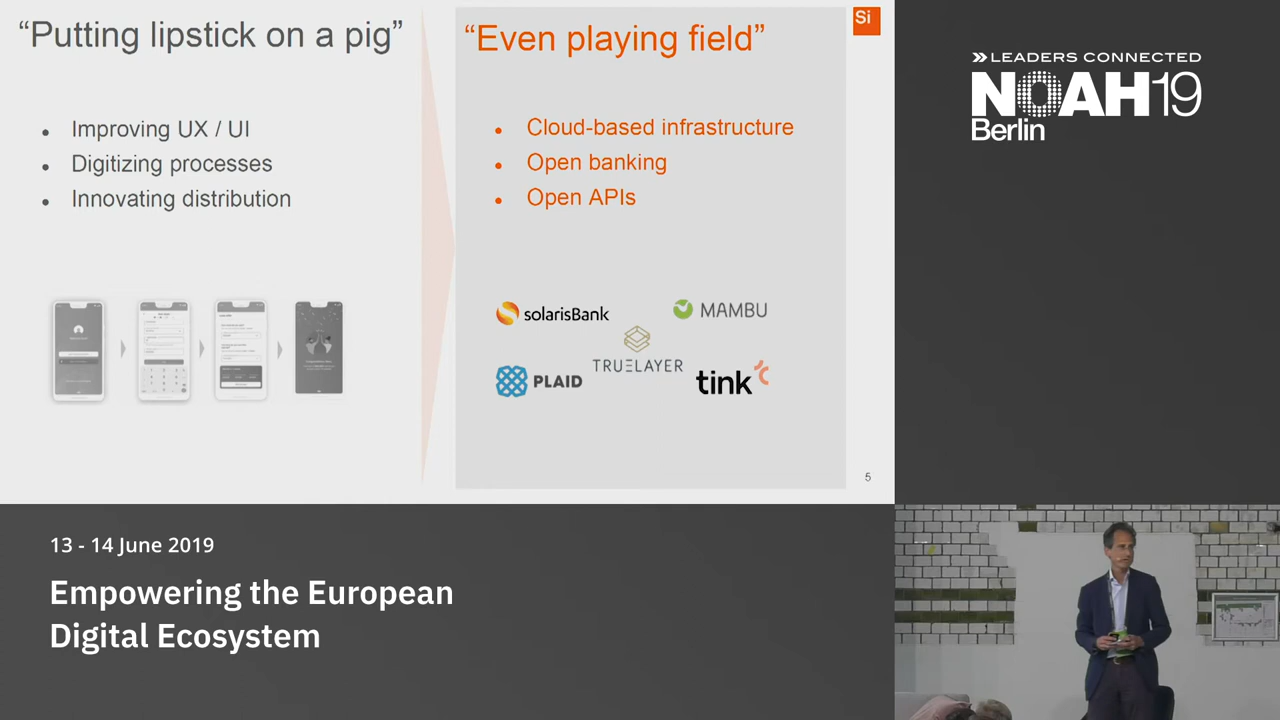 “Putting lipstick on a pig”
• Improving UX / UI
• Digitizing processes
• Innovating distribution
“Even playing field”
• Cloud-based infrastructure
• Open banking
• Open APIs
solarisBank
MAMBU
TRUELAYER
PLAID
tink
5
Si
LEADERS CONNECTED
NOAH19
Berlin
13 - 14 June 2019
Empowering the European
Digital Ecosystem